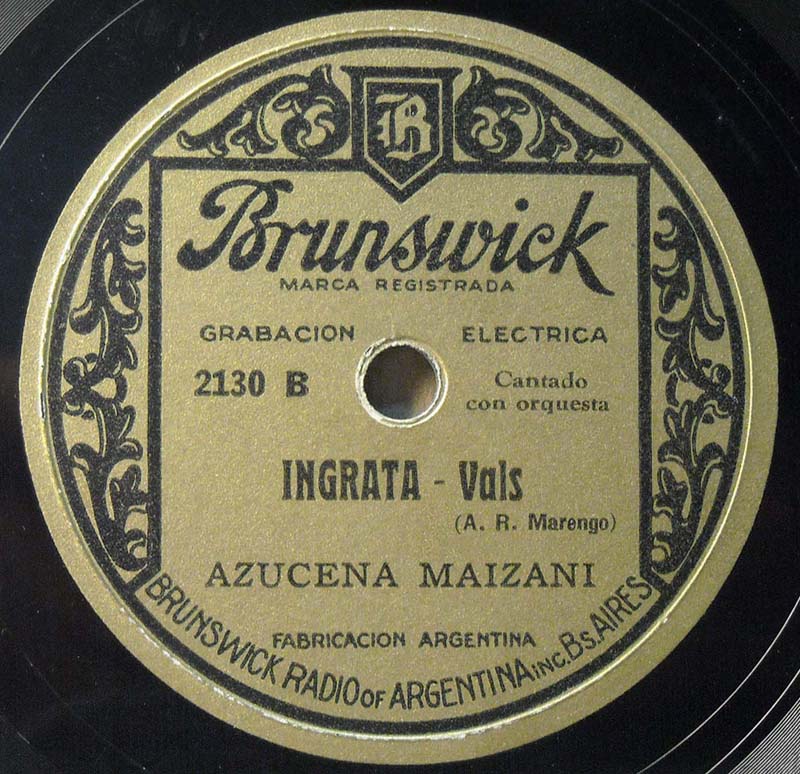 B
Brunswick
MARCA REGISTRADA
GRABACION ELECTRICA
2130 B
Cantado
con orquesta
INGRATA - Vals
(A. R. Marengo)
AZUCENA MAIZANI
FABRICACION ARGENTINA
BRUNSWICK RADIO OF ARGENTINA INC. Bs. AIRES